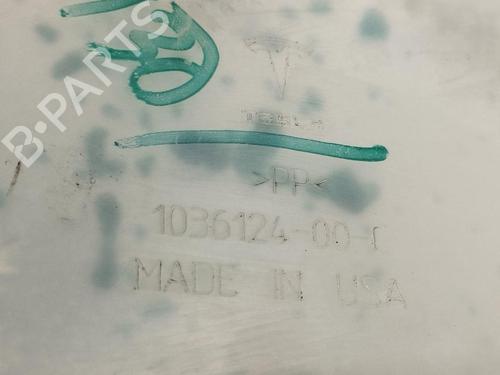 B-PARTS
TESLA
>PP<
1036124-00-
MADE IN USA